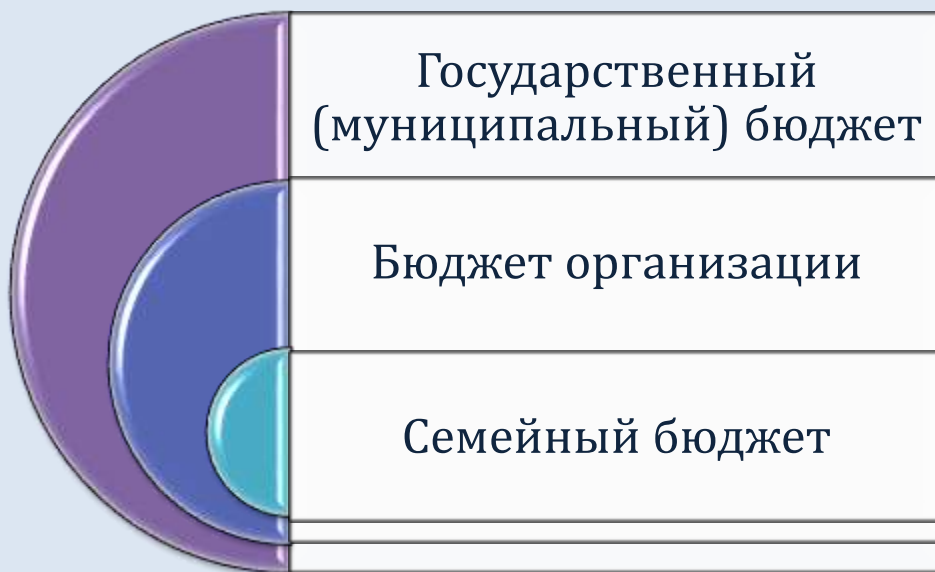 Государственный
(муниципальный) бюджет
Бюджет организации
Семейный бюджет